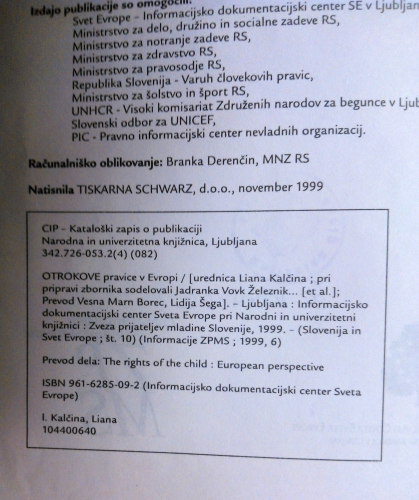 Izdajo publikacije so omogočili:
Svet Evrope - Informacijsko dokumentacijski center SE v Ljubljan
Ministrstvo za delo, družino in socialne zadeve RS,
Ministrstvo za notranje zadeve RS,
Ministrstvo za zdravstvo RS,
Ministrstvo za pravosodje RS,
Republika Slovenija - Varuh človekovih pravic,
Ministrstvo za šolstvo in šport RS,
UNHCR - Visoki komisariat Združenih narodov za begunce v Ljub
Slovenski odbor za UNICEF,
PIC - Pravno informacijski center nevladnih organizacij.
Računalniško oblikovanje: Branka Derenčin, MNZ RS
Natisnila TISKARNA SCHWARZ, d.o.o., november 1999
CIP - Kataloški zapis o publikaciji
Narodna in univerzitetna knjižnica, Ljubljana
342.726-053.2(4) (082)
OTROKOVE pravice v Evropi / [urednica Liana Kalčina ; pri
pripravi zbornika sodelovali Jadranka Vovk Železnik... [et al.];
Prevod Vesna Marn Borec, Lidija Šega]. - Ljubljana : Informacijsko
dokumentacijski center Sveta Evrope pri Narodni in univerzitetni
knjižnici : Zveza prijateljev mladine Slovenije, 1999. - (Slovenija in
Svet Evrope ; št. 10) (Informacije ZPMS ; 1999, 6)
Prevod dela: The rights of the child : European perspective
ISBN 961-6285-09-2 (Informacijsko dokumentacijski center Sveta
Evrope)
I. Kalčina, Liana
104400640